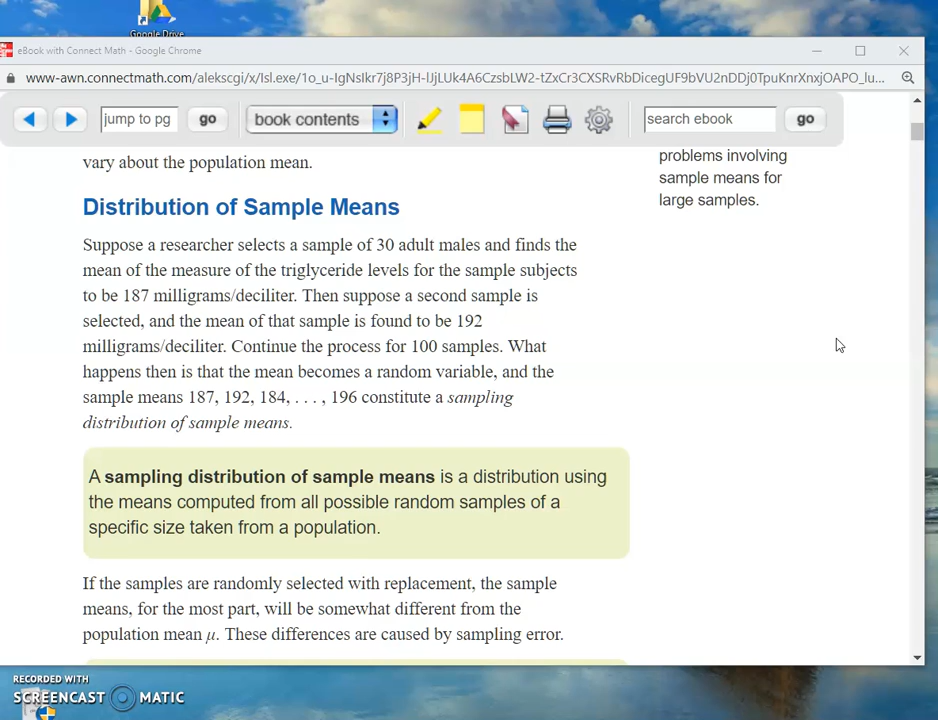 Google Drive
eBook with Connect Math - Google Chrome
www-awn.connectmath.com/alekscgi/x/Isl.exe/1o_u-IgNsIkr7j8P3jH-lJjLUk4A6CzsbLW2-tZxCr3CXSRvRbDicegUF9bVU2nDDj0TpuKnrXnxjOAPO_lu...
jump to pg go book contents search ebook go
vary about the population mean.
problems involving
sample means for
large samples.
Distribution of Sample Means
Suppose a researcher selects a sample of 30 adult males and finds the
mean of the measure of the triglyceride levels for the sample subjects
to be 187 milligrams/deciliter. Then suppose a second sample is
selected, and the mean of that sample is found to be 192
milligrams/deciliter. Continue the process for 100 samples. What
happens then is that the mean becomes a random variable, and the
sample means 187, 192, 184, . . . , 196 constitute a sampling
distribution of sample means.
A sampling distribution of sample means is a distribution using
the means computed from all possible random samples of a
specific size taken from a population.
If the samples are randomly selected with replacement, the sample
means, for the most part, will be somewhat different from the
population mean μ. These differences are caused by sampling error.
RECORDED WITH
SCREENCAST MATIC